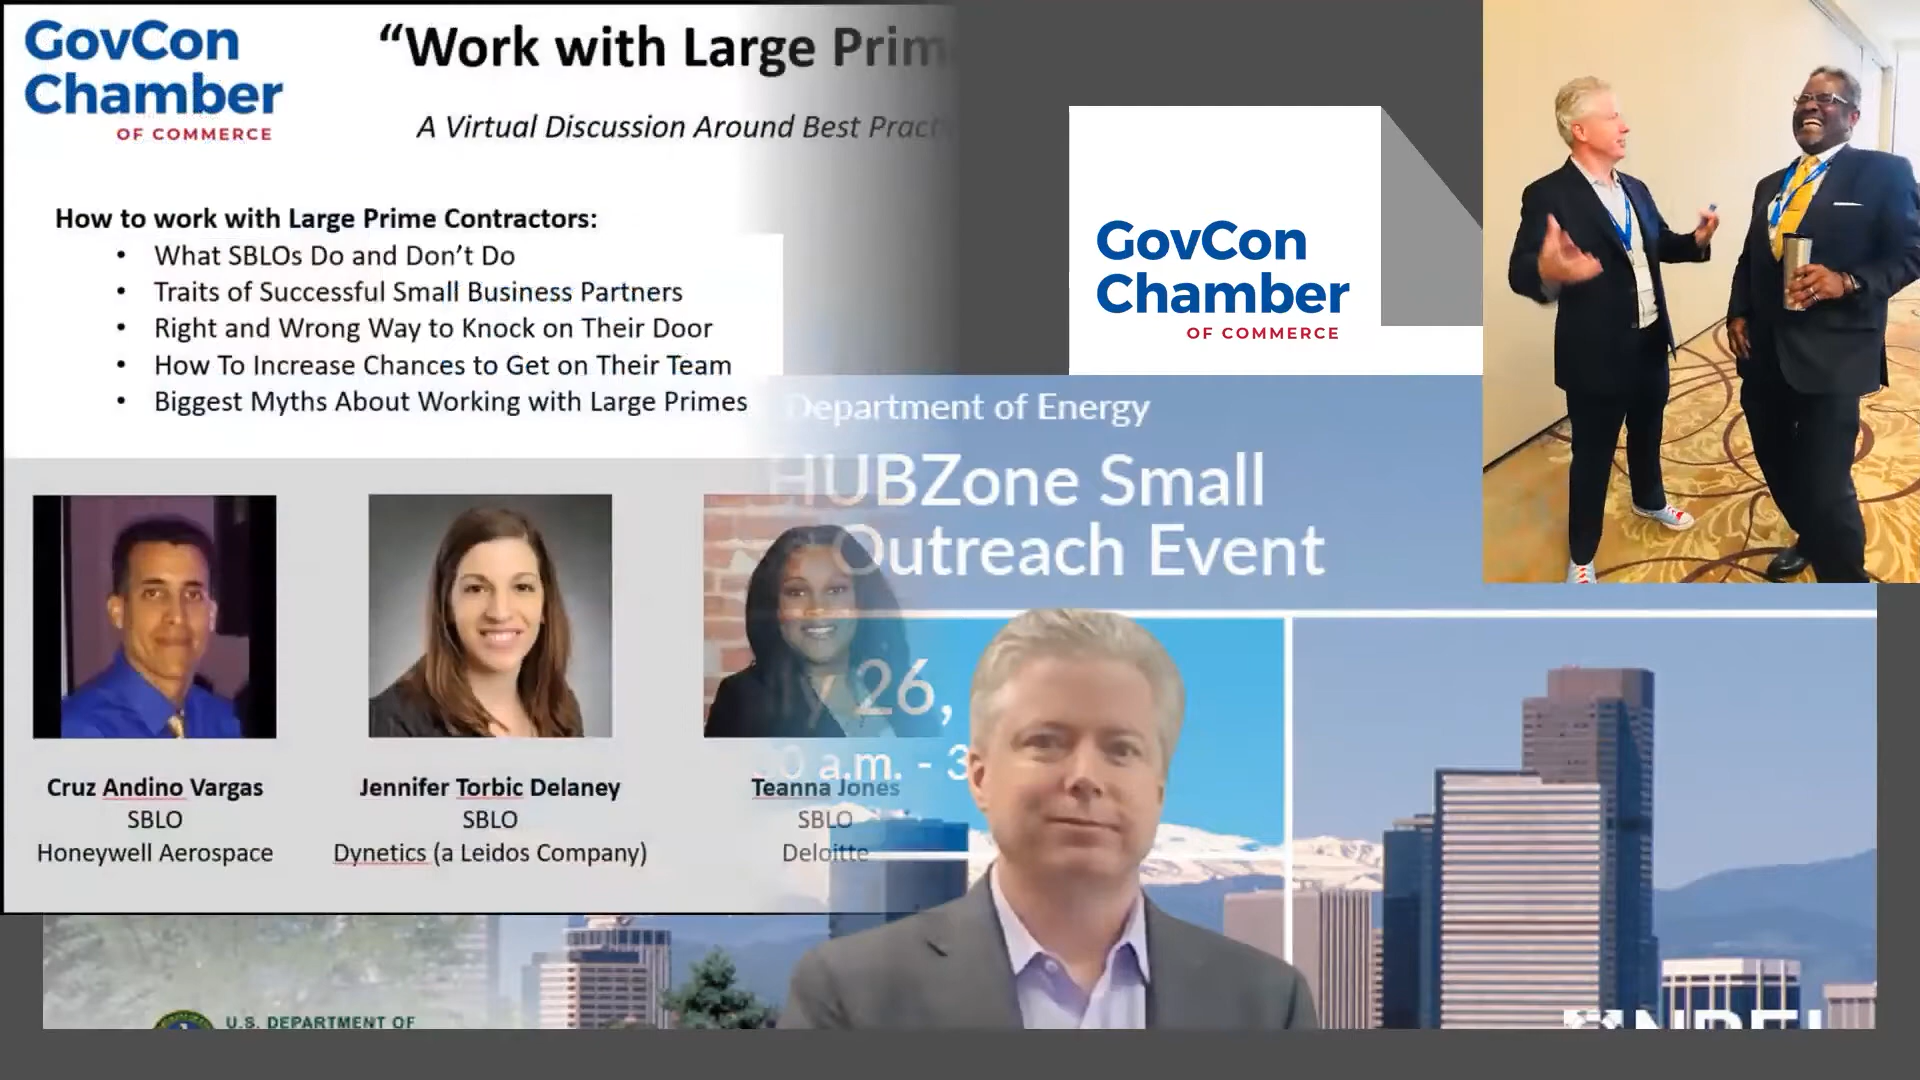 GovCon
Chamber
OF COMMERCE
“Work with Large Prim
A Virtual Discussion Around Best Pract
How to work with Large Prime Contractors:
• What SBLOs Do and Don’t Do
• Traits of Successful Small Business Partners
• Right and Wrong Way to Knock on Their Door
• How To Increase Chances to Get on Their Team
• Biggest Myths About Working with Large Primes
Cruz Andino Vargas
SBLO
Honeywell Aerospace
Jennifer Torbic Delaney
SBLO
Dynetics (a Leidos Company)
Teanna Jones
SBLO
Deloitte
GovCon
Chamber
OF COMMERCE
Department of Energy
HUBZone Small
Outreach Event
y 26,
0 a.m. - 3
U.S. DEPARTMENT OF
NREL